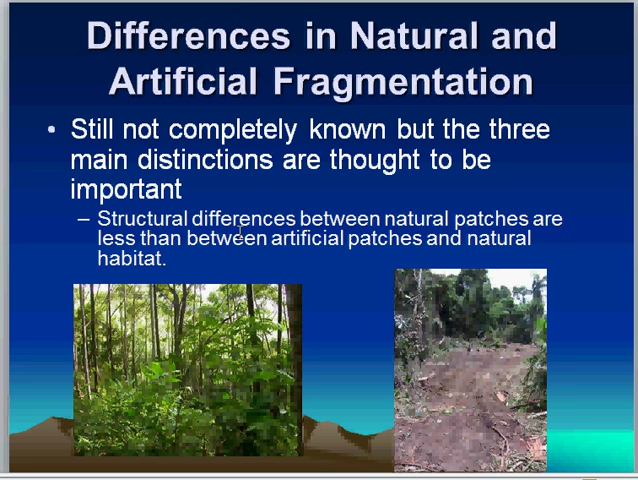 Differences in Natural and
Artificial Fragmentation
• Still not completely known but the three
main distinctions are thought to be
important
– Structural differences between natural patches are
less than between artificial patches and natural
habitat.